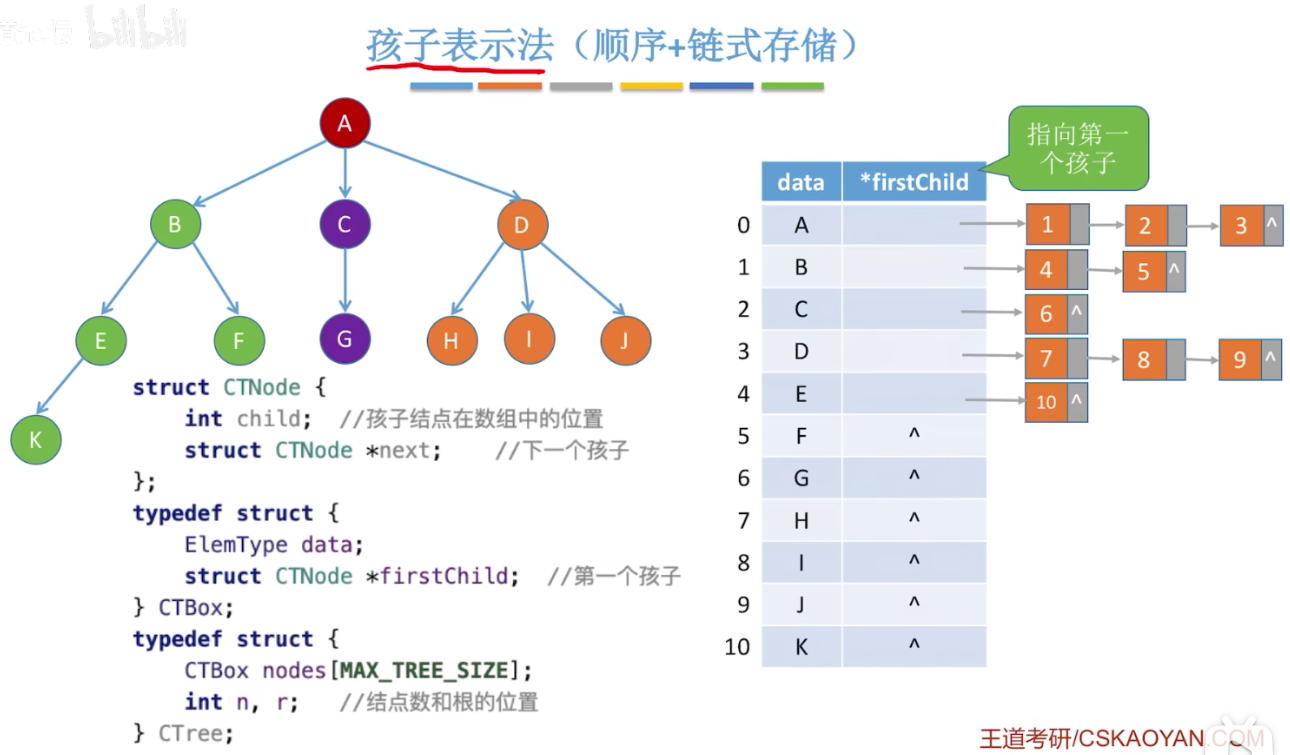 bilibili
孩子表示法（顺序+链式存储）
A
B
C
D
E
F
G
H
I
J
K
指向第一
个孩子
data *firstChild
0 A 1 2 3 ^
1 B 4 5 ^
2 C 6 ^
3 D 7 8 9 ^
4 E 10 ^
5 F ^
6 G ^
7 H ^
8 I ^
9 J ^
10 K ^
struct CTNode {
int child; //孩子结点在数组中的位置
struct CTNode *next; //下一个孩子
};
typedef struct {
ElemType data;
struct CTNode *firstChild; //第一个孩子
} CTBox;
typedef struct {
CTBox nodes[MAX_TREE_SIZE];
int n, r; //结点数和根的位置
} CTree;
王道考研/CSKAOYAN.COM